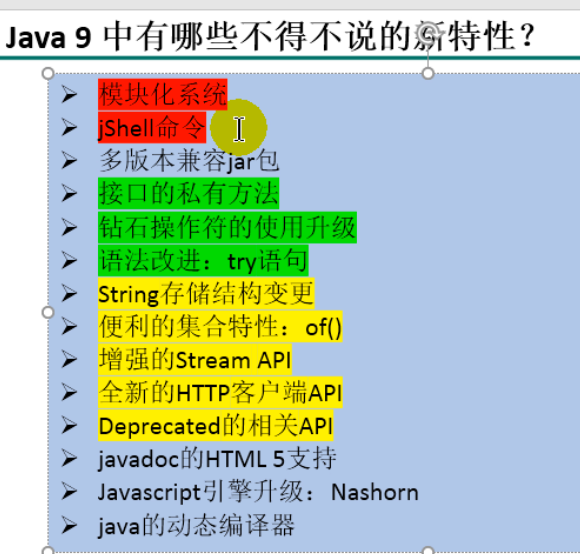 Java 9 中有哪些不得不说的新特性？
模块化系统
jShell命令
多版本兼容jar包
接口的私有方法
钻石操作符的使用升级
语法改进：try语句
String存储结构变更
便利的集合特性：of()
增强的Stream API
全新的HTTP客户端API
Deprecated的相关API
javadoc的HTML 5支持
Javascript引擎升级：Nashorn
java的动态编译器